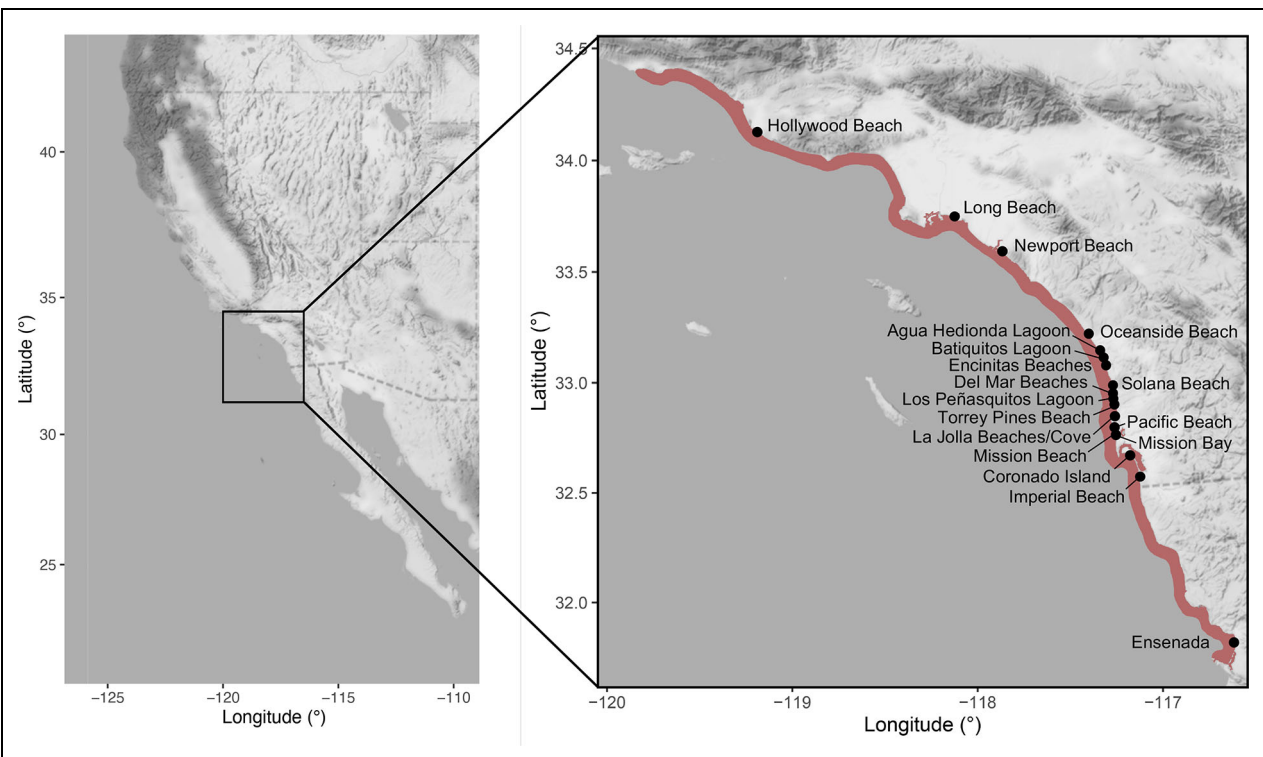 40
35
30
25
Latitude (°)
−125
−120
−115
−110
Longitude (°)
34.5
34.0
33.5
33.0
32.5
32.0
Latitude (°)
Hollywood Beach
Long Beach
Newport Beach
Agua Hedionda Lagoon
Oceanside Beach
Batiquitos Lagoon
Encinitas Beaches
Del Mar Beaches
Solana Beach
Los Peñasquitos Lagoon
Torrey Pines Beach
Pacific Beach
La Jolla Beaches/Cove
Mission Bay
Mission Beach
Coronado Island
Imperial Beach
Ensenada
−120
−119
−118
−117
Longitude (°)